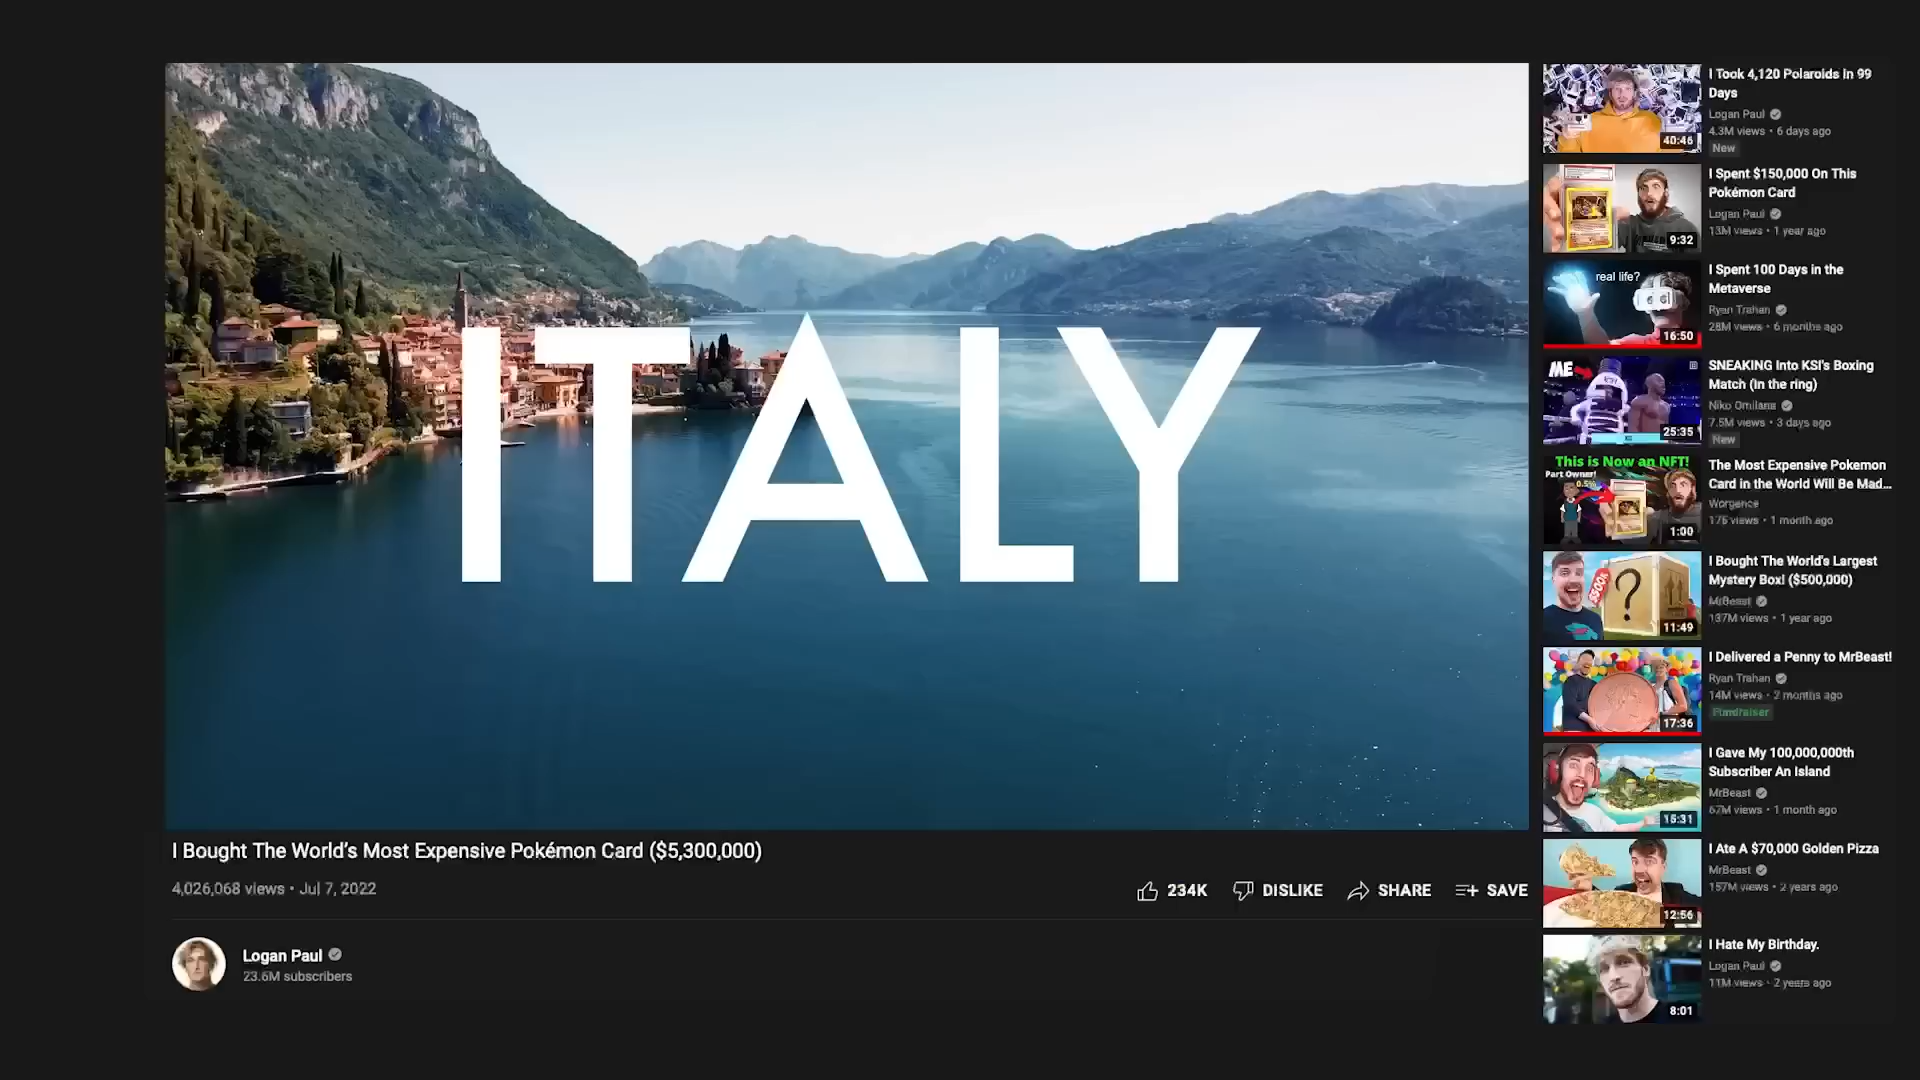 ITALY
I Bought The World's Most Expensive Pokémon Card ($5,300,000)
4,026,068 views • Jul 7, 2022
234K DISLIKE SHARE SAVE
Logan Paul
23.6M subscribers
I Took 4,120 Polaroids in 99
Days
Logan Paul
4.3M views • 6 days ago
New
40:46
I Spent $150,000 On This
Pokémon Card
Logan Paul
13M views • 1 year ago
9:32
real life?
I Spent 100 Days in the
Metaverse
Ryan Trahan
28M views • 6 months ago
16:50
ME
SNEAKING Into KSI's Boxing
Match (in the ring)
Niko Omilana
7.5M views • 3 days ago
New
25:35
This is Now an NFT!
Part Owner!
0.5%
The Most Expensive Pokemon
Card in the World Will Be Mad...
Worgence
175 views • 1 month ago
1:00
$500K
?
I Bought The World's Largest
Mystery Box! ($500,000)
MrBeast
137M views • 1 year ago
11:49
I Delivered a Penny to MrBeast!
Ryan Trahan
14M views • 2 months ago
Fundraiser
17:36
I Gave My 100,000,000th
Subscriber An Island
MrBeast
67M views • 1 month ago
15:31
I Ate A $70,000 Golden Pizza
MrBeast
157M views • 2 years ago
12:56
I Hate My Birthday.
Logan Paul
11M views • 2 years ago
8:01